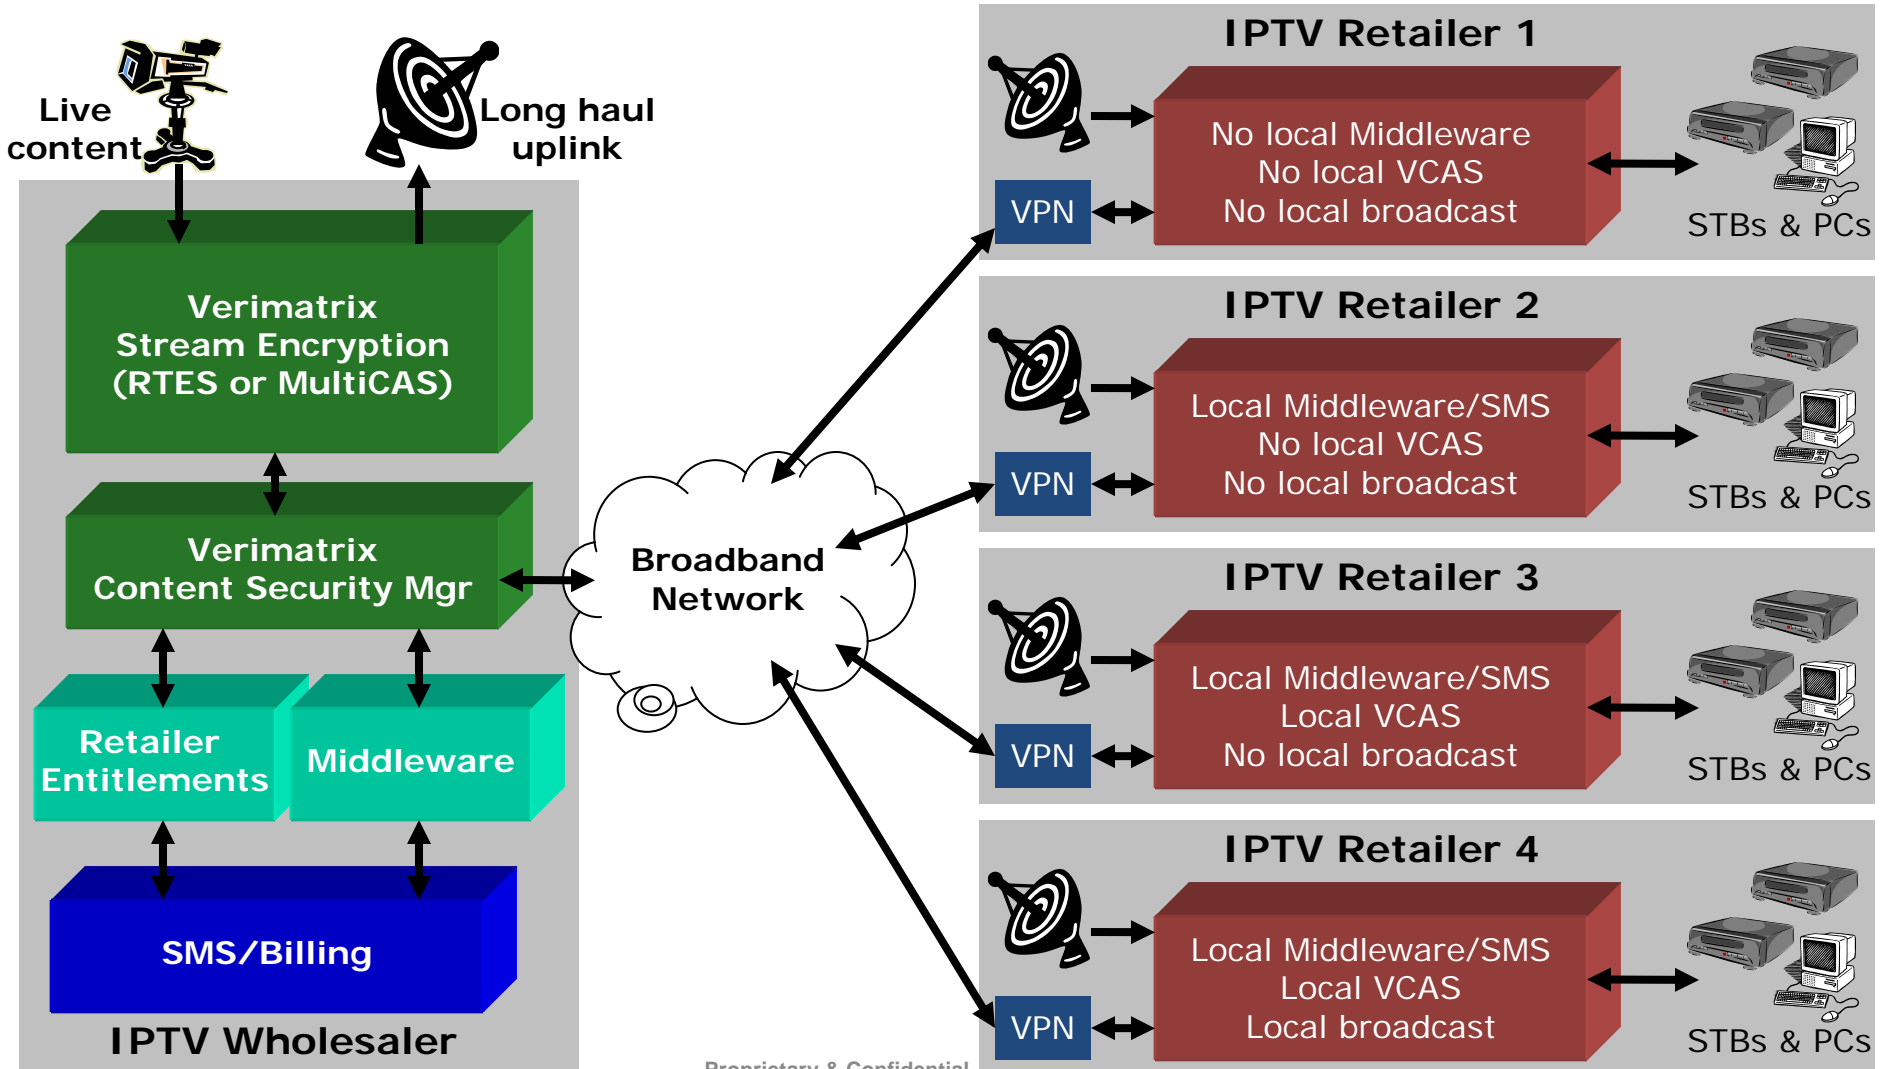 Live
content
Long haul
uplink
Verimatrix
Stream Encryption
(RTES or MultiCAS)
Verimatrix
Content Security Mgr
Retailer
Entitlements
Middleware
SMS/Billing
IPTV Wholesaler
Broadband
Network
IPTV Retailer 1
No local Middleware
No local VCAS
No local broadcast
VPN
STBs & PCs
IPTV Retailer 2
Local Middleware/SMS
No local VCAS
No local broadcast
VPN
STBs & PCs
IPTV Retailer 3
Local Middleware/SMS
Local VCAS
No local broadcast
VPN
STBs & PCs
IPTV Retailer 4
Local Middleware/SMS
Local VCAS
Local broadcast
VPN
STBs & PCs
Proprietary & Confidential